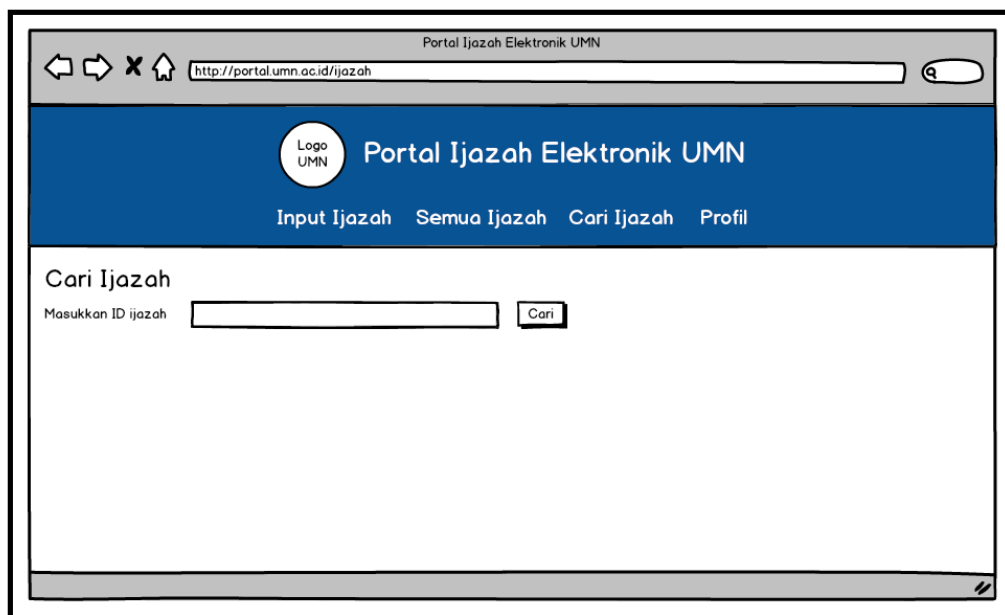 Portal Ijazah Elektronik UMN
http://portal.umn.ac.id/ijazah
Logo
UMN
Portal Ijazah Elektronik UMN
Input Ijazah Semua Ijazah Cari Ijazah Profil
Cari Ijazah
Masukkan ID ijazah
Cari